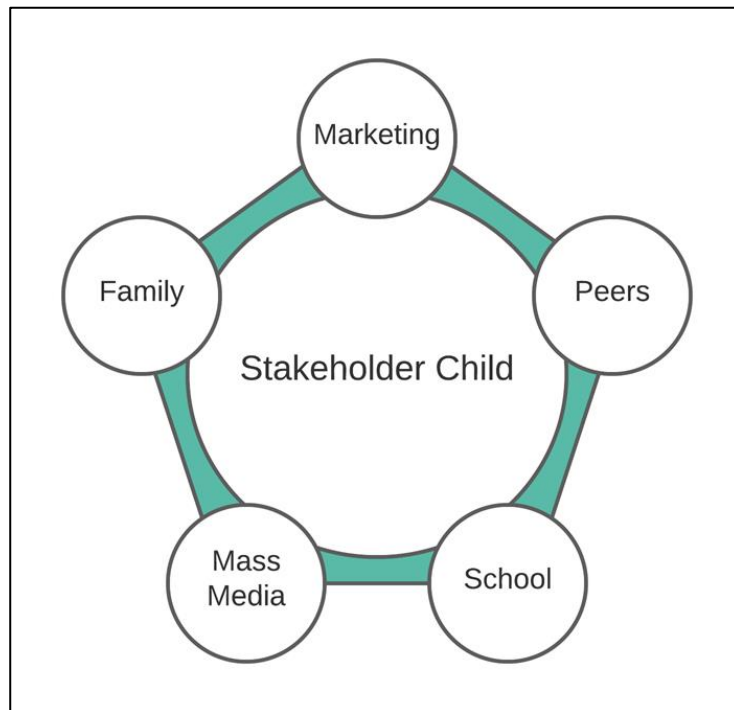 Marketing
Family
Peers
Stakeholder Child
Mass
Media
School